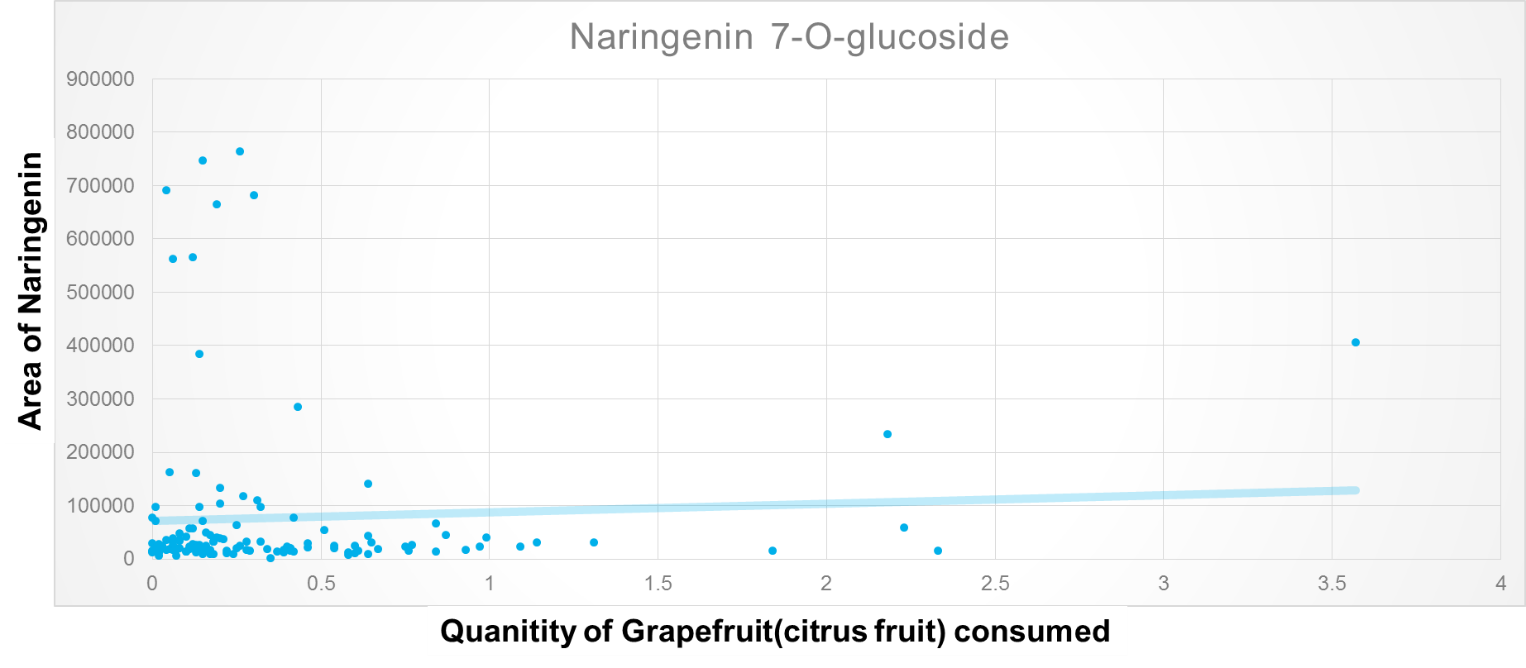 Naringenin 7-O-glucoside
Area of Naringenin
900000
800000
700000
600000
500000
400000
300000
200000
100000
0
0 0.5 1 1.5 2 2.5 3 3.5 4
Quanitity of Grapefruit(citrus fruit) consumed